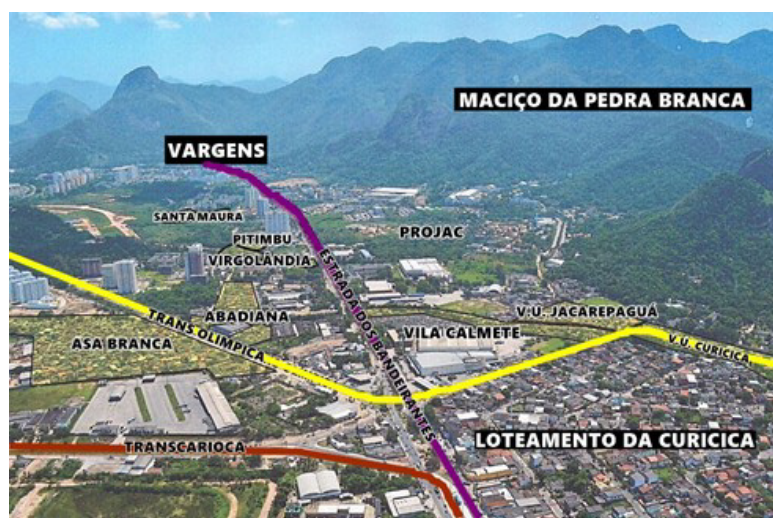 MACIÇO DA PEDRA BRANCA
VARGENS
SANTA MAURA
PITIMBU
PROJAC
VIRGOLÂNDIA
ESTRADA DOS BANDEIRANTES
V.U. JACAREPAGUÁ
ABADIANA
TRANS OLÍMPICA
VILA CALMETE
ASA BRANCA
V.U. CURICICA
LOTEAMENTO DA CURICICA
TRANSCARIOCA